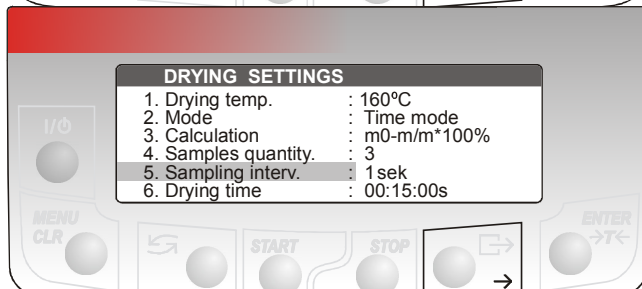 DRYING SETTINGS
1. Drying temp. : 160ºC
2. Mode : Time mode
3. Calculation : m0-m/m*100%
4. Samples quantity. : 3
5. Sampling interv. : 1sek
6. Drying time : 00:15:00s
I/⏻
MENU
CLR
START
STOP
ENTER
→T←